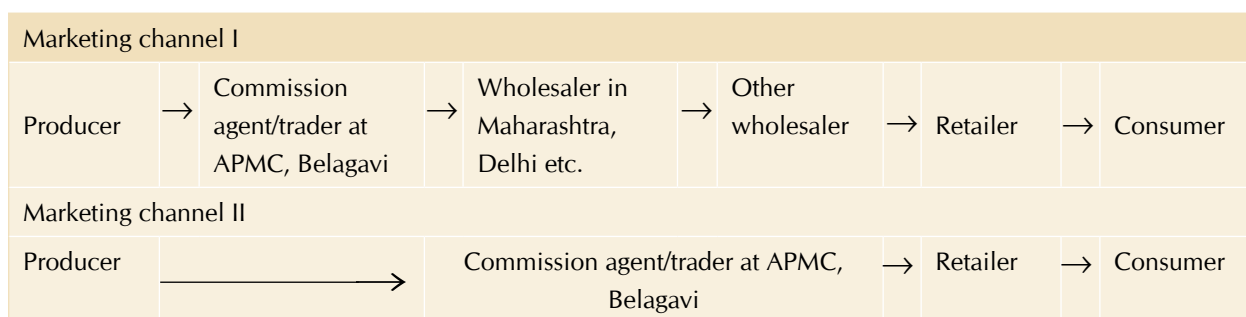 Marketing channel I
Producer → Commission agent/trader at APMC, Belagavi → Wholesaler in Maharashtra, Delhi etc. → Other wholesaler → Retailer → Consumer
Marketing channel II
Producer → Commission agent/trader at APMC, Belagavi → Retailer → Consumer